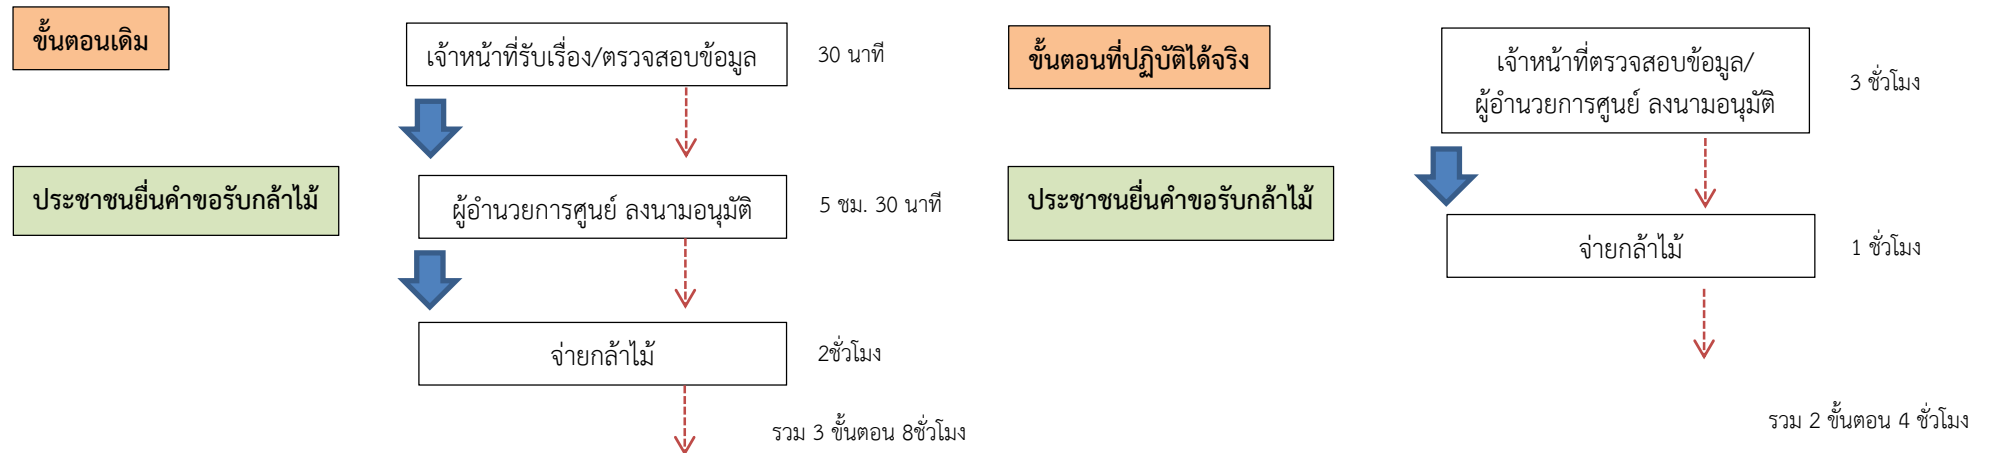 ขั้นตอนเดิม
เจ้าหน้าที่รับเรื่อง/ตรวจสอบข้อมูล
30 นาที
ประชาชนยื่นคำขอรับกล้าไม้
ผู้อำนวยการศูนย์ ลงนามอนุมัติ
5 ชม. 30 นาที
จ่ายกล้าไม้
2ชั่วโมง
รวม 3 ขั้นตอน 8ชั่วโมง
ขั้นตอนที่ปฏิบัติได้จริง
เจ้าหน้าที่ตรวจสอบข้อมูล/
ผู้อำนวยการศูนย์ ลงนามอนุมัติ
3 ชั่วโมง
ประชาชนยื่นคำขอรับกล้าไม้
จ่ายกล้าไม้
1 ชั่วโมง
รวม 2 ขั้นตอน 4 ชั่วโมง